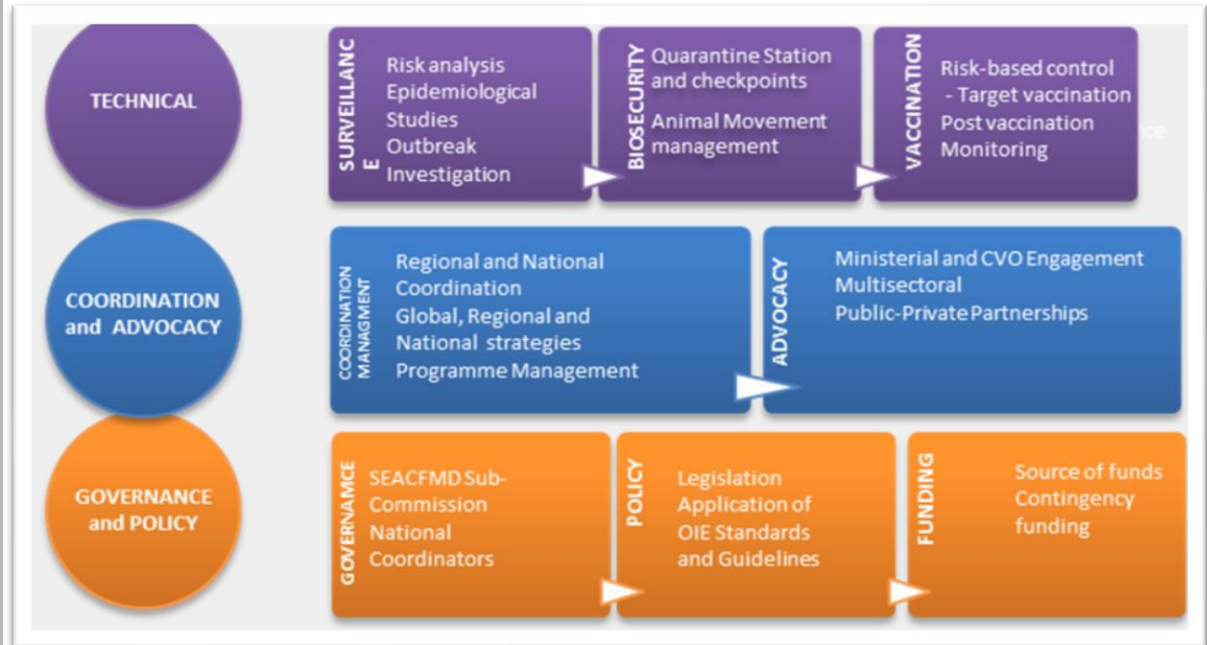 TECHNICAL
SURVEILLANC
E
Risk analysis
Epidemiological
Studies
Outbreak
Investigation
BIOSECURITY
Quarantine Station
and checkpoints
Animal Movement
management
VACCINATION
Risk-based control
- Target vaccination
Post vaccination
Monitoring
COORDINATION
and ADVOCACY
COORDINATION
MANAGMENT
Regional and National
Coordination
Global, Regional and
National strategies
Programme Management
ADVOCACY
Ministerial and CVO Engagement
Multisectoral
Public-Private Partnerships
GOVERNANCE
and POLICY
GOVERNAMCE
SEACFMD Sub-
Commission
National
Coordinators
POLICY
Legislation
Application of
OIE Standards
and Guidelines
FUNDING
Source of funds
Contingency
funding